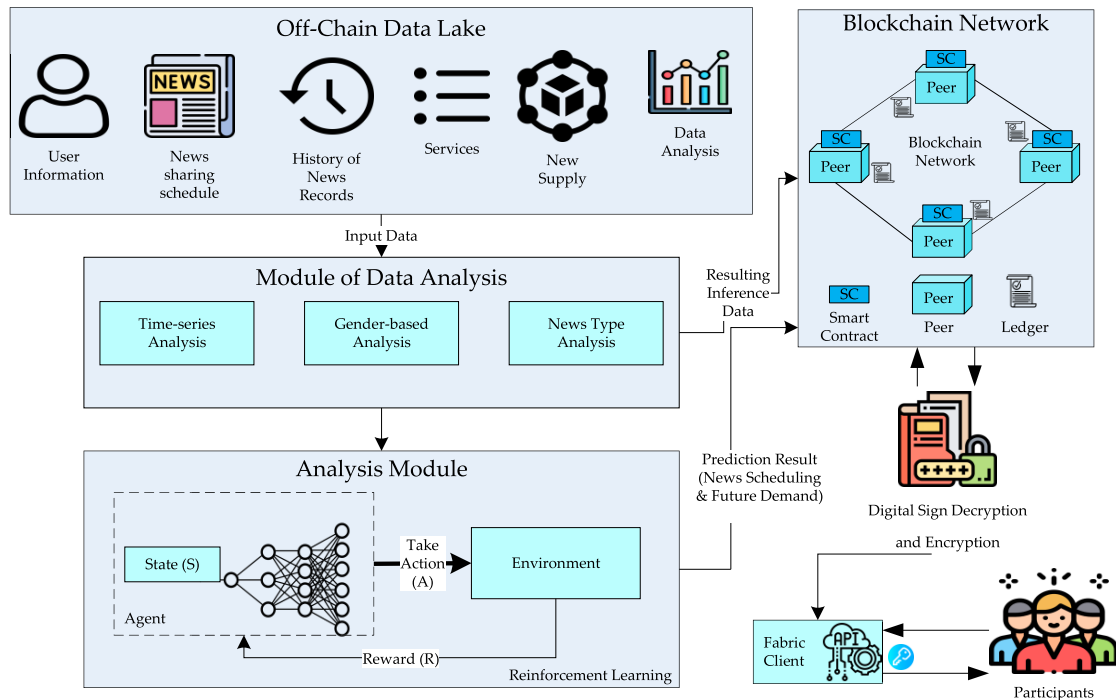 Off-Chain Data Lake
NEWS
User
Information
News
sharing
schedule
History of
News
Records
Services
New
Supply
Data
Analysis
Input Data
Module of Data Analysis
Time-series
Analysis
Gender-based
Analysis
News Type
Analysis
Resulting
Inference
Data
Analysis Module
State (S)
Agent
Take
Action
(A)
Environment
Reward (R)
Reinforcement Learning
Prediction Result
(News Scheduling
& Future Demand)
Blockchain Network
SC
Peer
SC
Peer
Blockchain
Network
SC
Peer
SC
Peer
SC
Smart
Contract
Peer
Peer
Ledger
Digital Sign Decryption
and Encryption
Fabric
Client
API
Participants